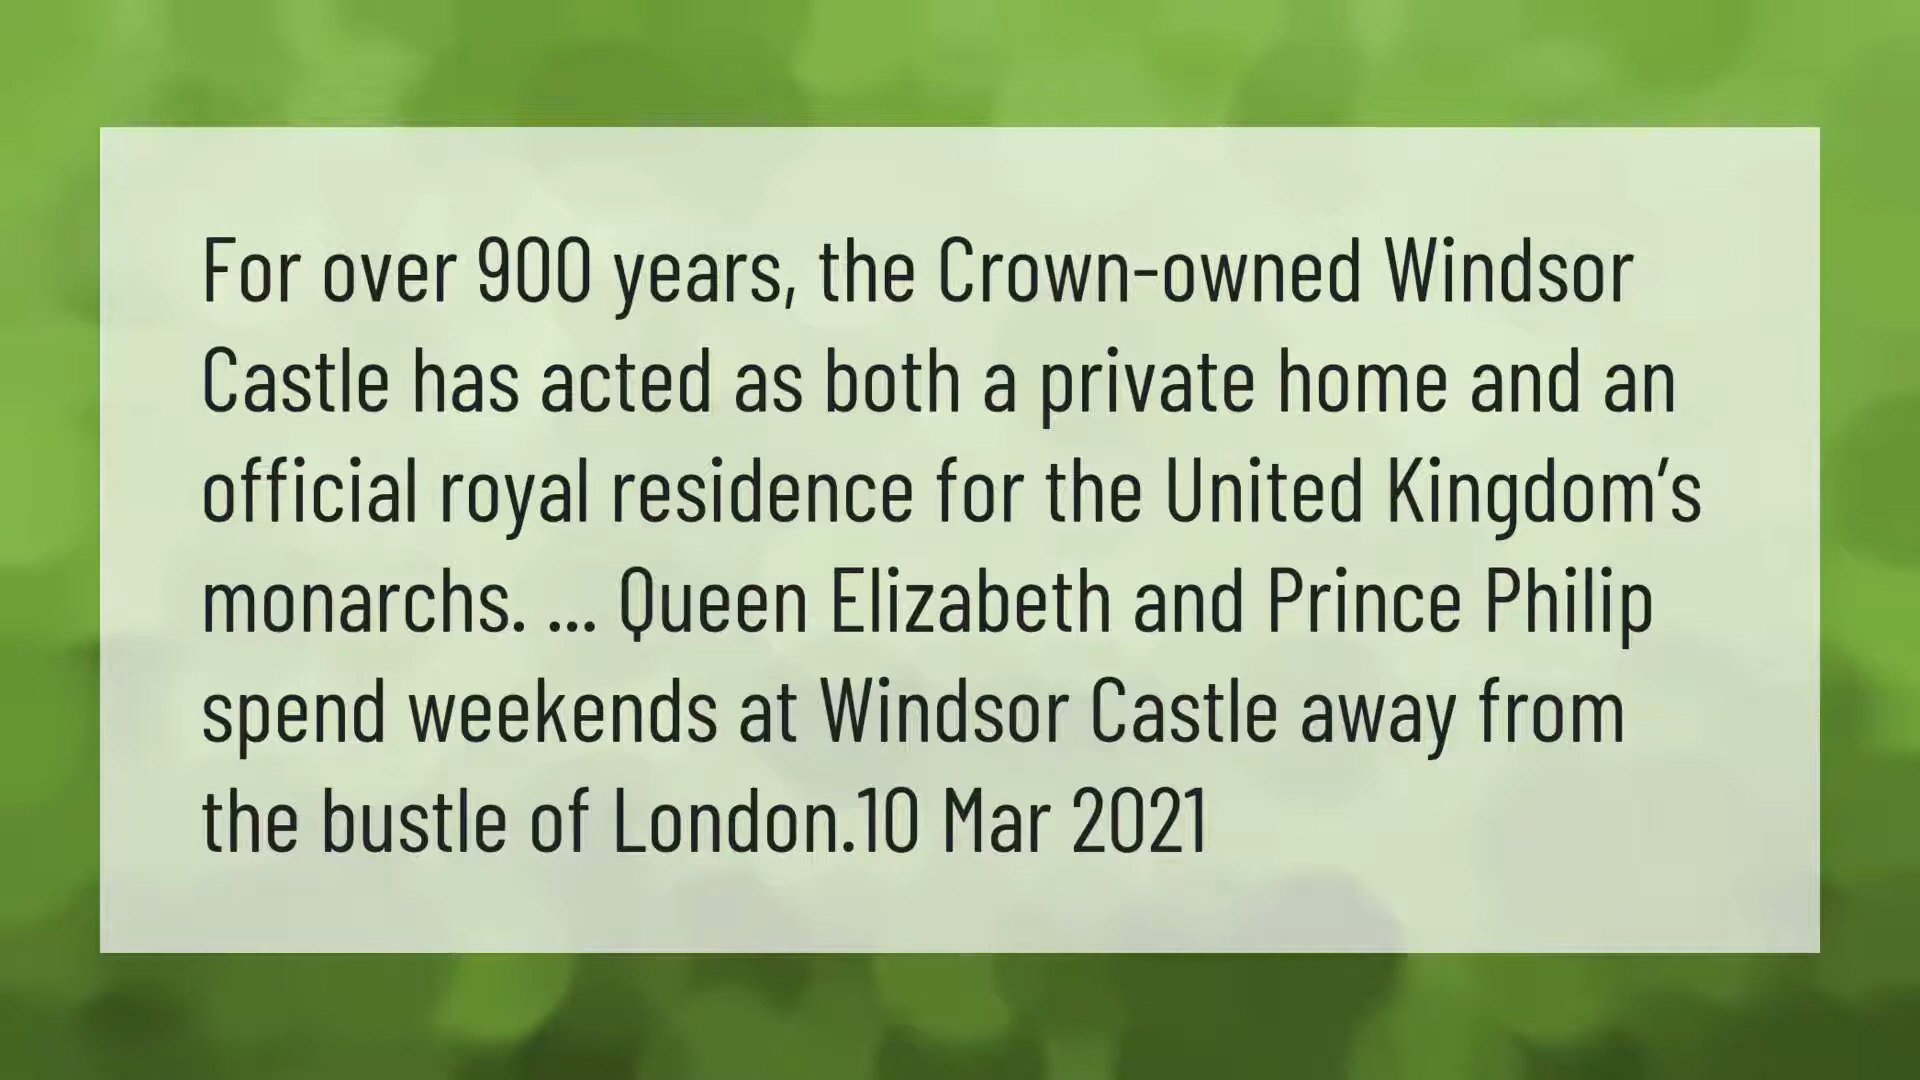 For over 900 years, the Crown-owned Windsor
Castle has acted as both a private home and an
official royal residence for the United Kingdom’s
monarchs. ... Queen Elizabeth and Prince Philip
spend weekends at Windsor Castle away from
the bustle of London.10 Mar 2021